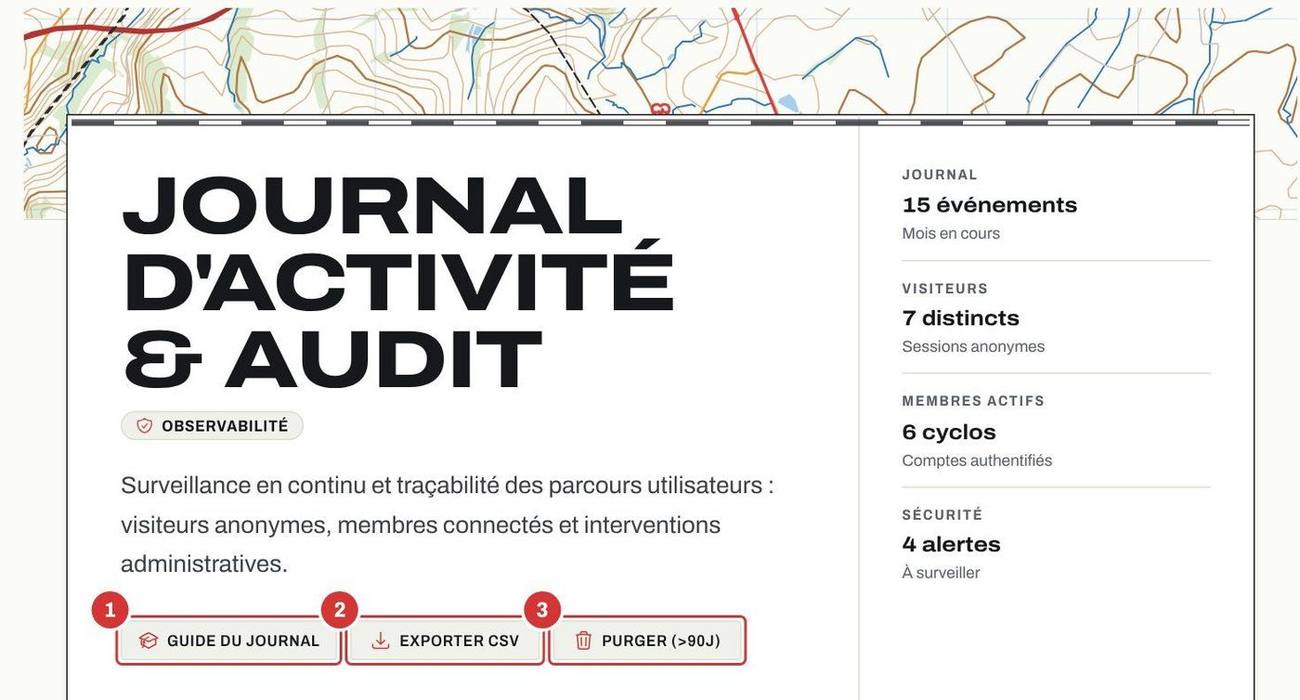 8
JOURNAL
D'ACTIVITÉ
& AUDIT
OBSERVABILITÉ
Surveillance en continu et traçabilité des parcours utilisateurs :
visiteurs anonymes, membres connectés et interventions
administratives.
1
2
3
GUIDE DU JOURNAL
EXPORTER CSV
PURGER (>90J)
JOURNAL
15 événements
Mois en cours
VISITEURS
7 distincts
Sessions anonymes
MEMBRES ACTIFS
6 cyclos
Comptes authentifiés
SÉCURITÉ
4 alertes
À surveiller